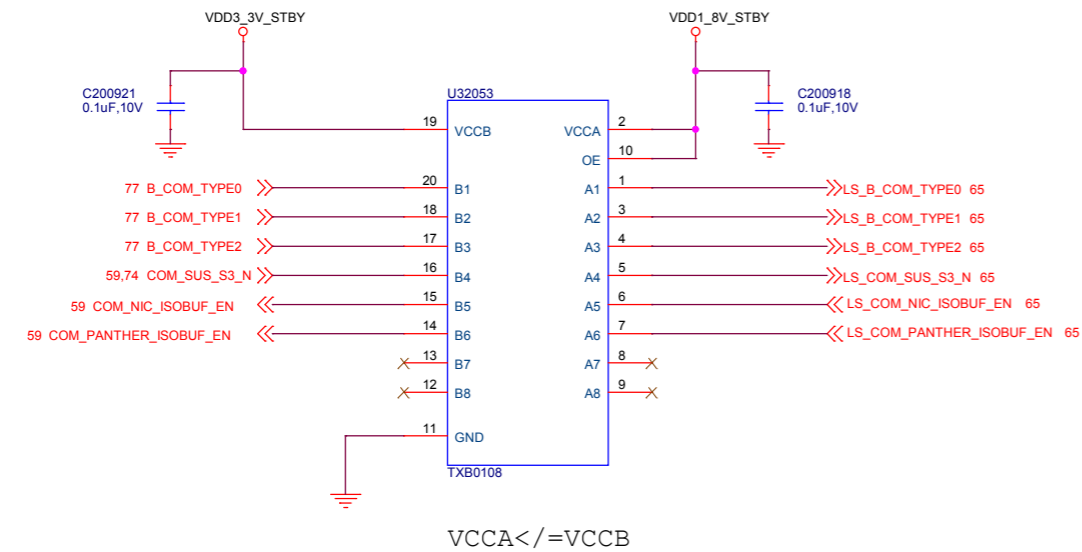 VDD3_3V_STBY
VDD1_8V_STBY
C200921
0.1uF,10V
U32053
C200918
0.1uF,10V
19 VCCB VCCA 2
OE 10
77 B_COM_TYPE0 20 B1 A1 1 LS_B_COM_TYPE0 65
77 B_COM_TYPE1 18 B2 A2 3 LS_B_COM_TYPE1 65
77 B_COM_TYPE2 17 B3 A3 4 LS_B_COM_TYPE2 65
59,74 COM_SUS_S3_N 16 B4 A4 5 LS_COM_SUS_S3_N 65
59 COM_NIC_ISOBUF_EN 15 B5 A5 6 LS_COM_NIC_ISOBUF_EN 65
59 COM_PANTHER_ISOBUF_EN 14 B6 A6 7 LS_COM_PANTHER_ISOBUF_EN 65
13 B7 A7 8
12 B8 A8 9
11 GND
TXB0108
VCCA</=VCCB